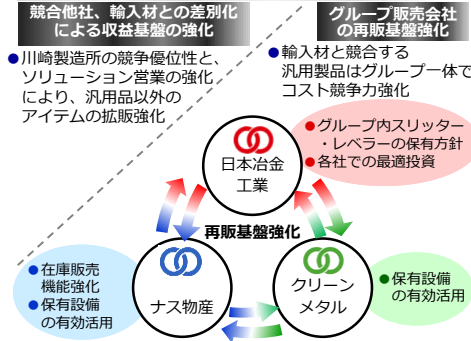 競合他社、輸入材との差別化
による収益基盤の強化
●川崎製造所の競争優位性と、
ソリューション営業の強化
により、汎用品以外の
アイテムの拡販強化
グループ販売会社
の再販基盤強化
●輸入材と競合する
汎用製品はグループ一体で
コスト競争力強化
●グループ内スリッター
・レベラーの保有方針
●各社での最適投資
日本冶金
工業
再販基盤強化
●在庫販売
機能強化
●保有設備
の有効活用
ナス物産
クリーン
メタル
●保有設備
の有効活用